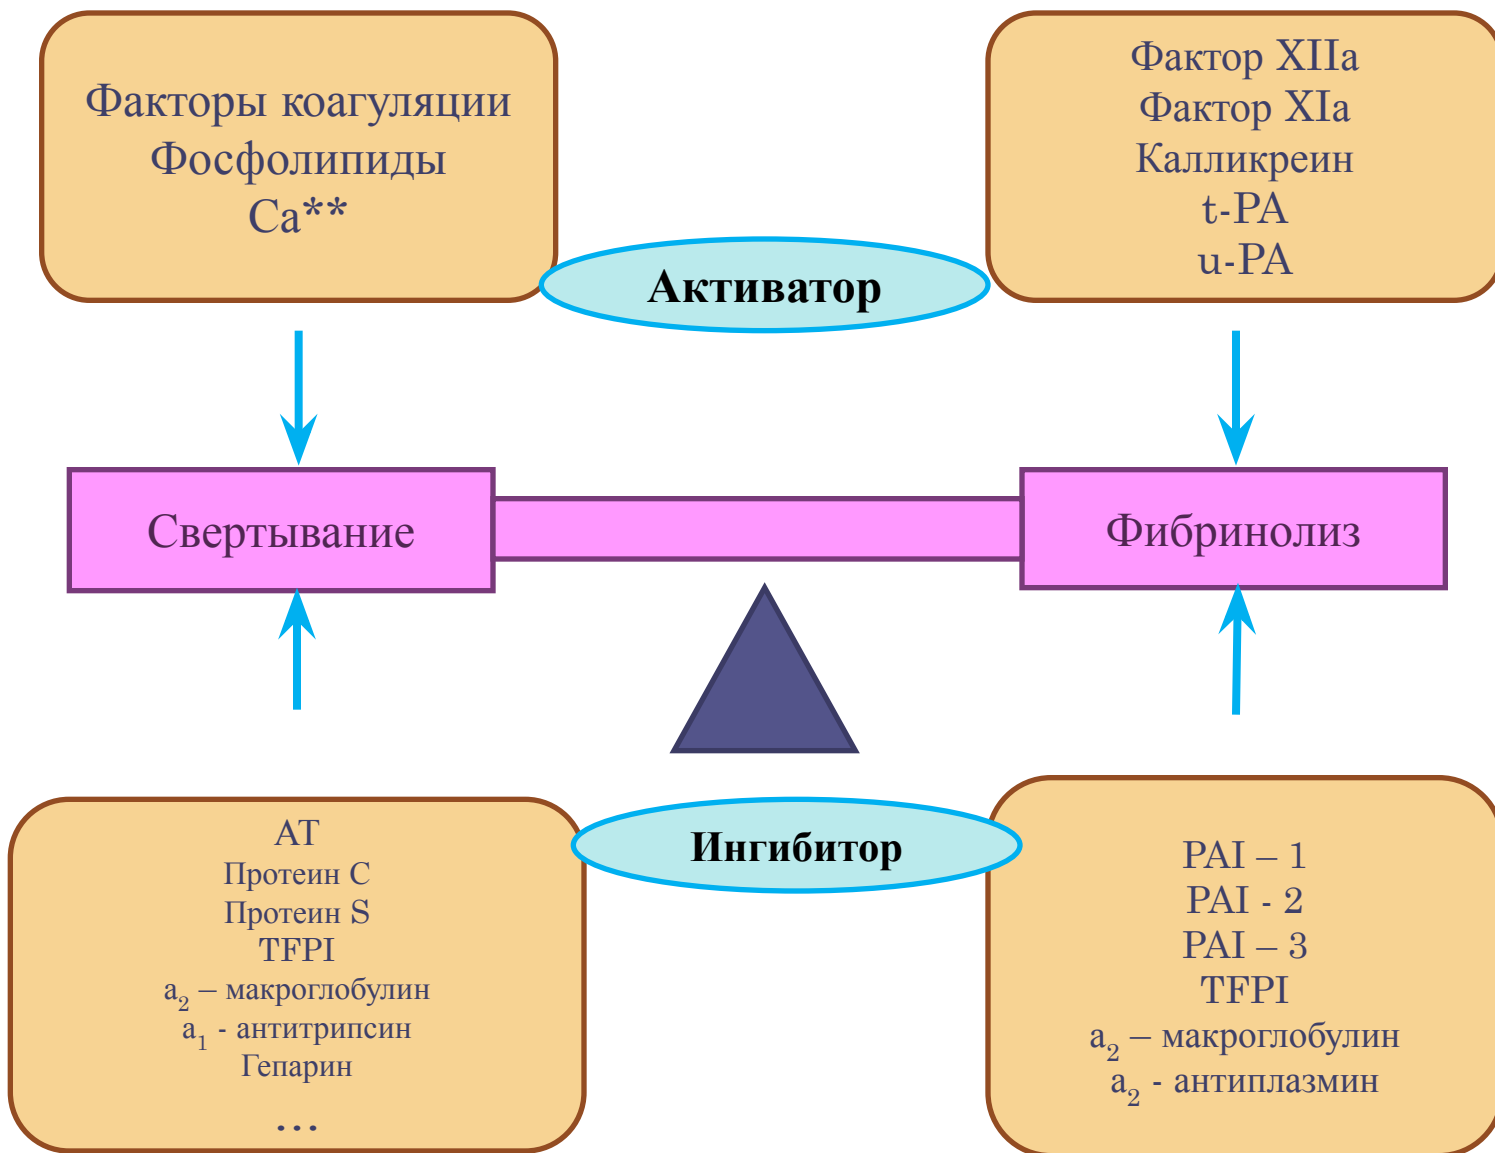 Факторы коагуляции
Фосфолипиды
Ca**
Фактор XIIa
Фактор XIa
Калликреин
t-PA
u-PA
Активатор
Свертывание
Фибринолиз
Ингибитор
АТ
Протеин С
Протеин S
TFPI
a₂ – макроглобулин
a₁ - антитрипсин
Гепарин
...
PAI – 1
PAI - 2
PAI – 3
TFPI
a₂ – макроглобулин
a₂ - антиплазмин